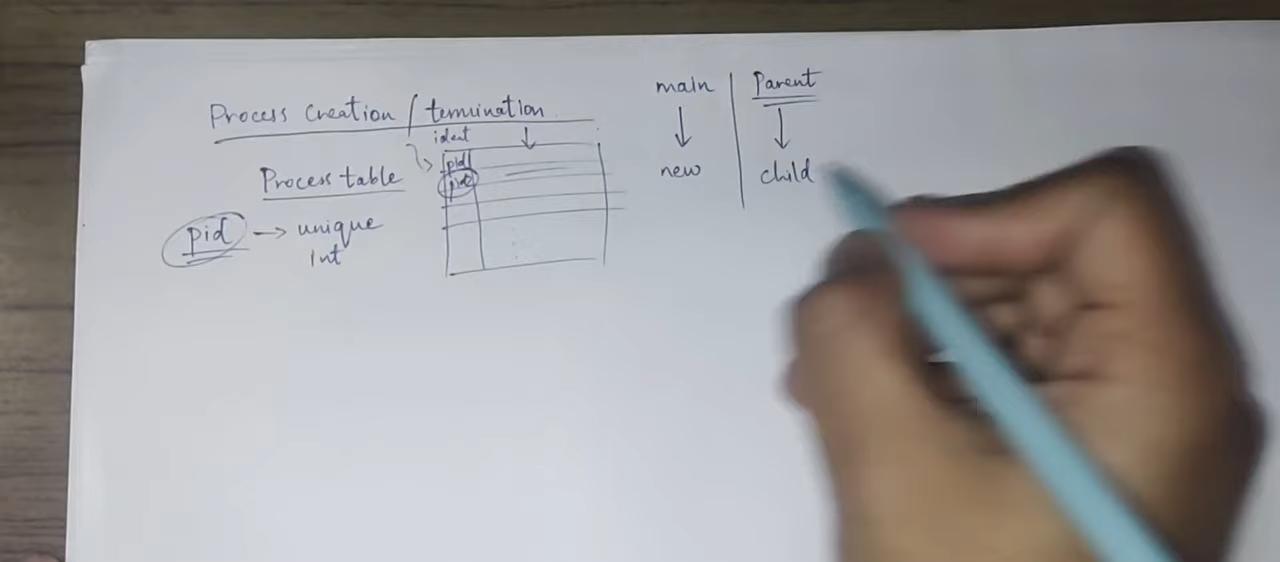 Process Creation / termination
Process table
pid → unique
int
ident
pid
pid
main
↓
new
Parent
↓
child